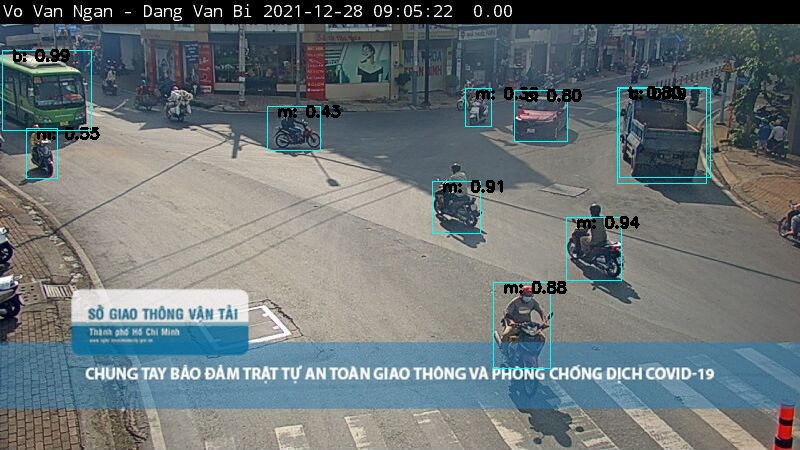 Vo Van Ngan - Dang Van Bi 2021-12-28 09:05:22 0.00
b: 0.99
m: 0.43
a: 0.80
m: 0.91
m: 0.94
m: 0.88
SỞ GIAO THÔNG VẬN TẢI
Thành phố Hồ Chí Minh
CHUNG TAY BẢO ĐẢM TRẬT TỰ AN TOÀN GIAO THÔNG VÀ PHÒNG CHỐNG DỊCH COVID-19